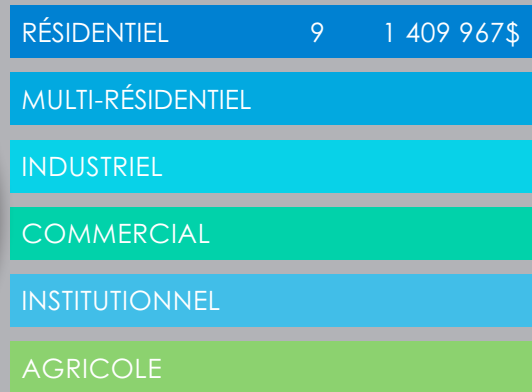 RÉSIDENTIEL 9 1 409 967$
MULTI-RÉSIDENTIEL
INDUSTRIEL
COMMERCIAL
INSTITUTIONNEL
AGRICOLE